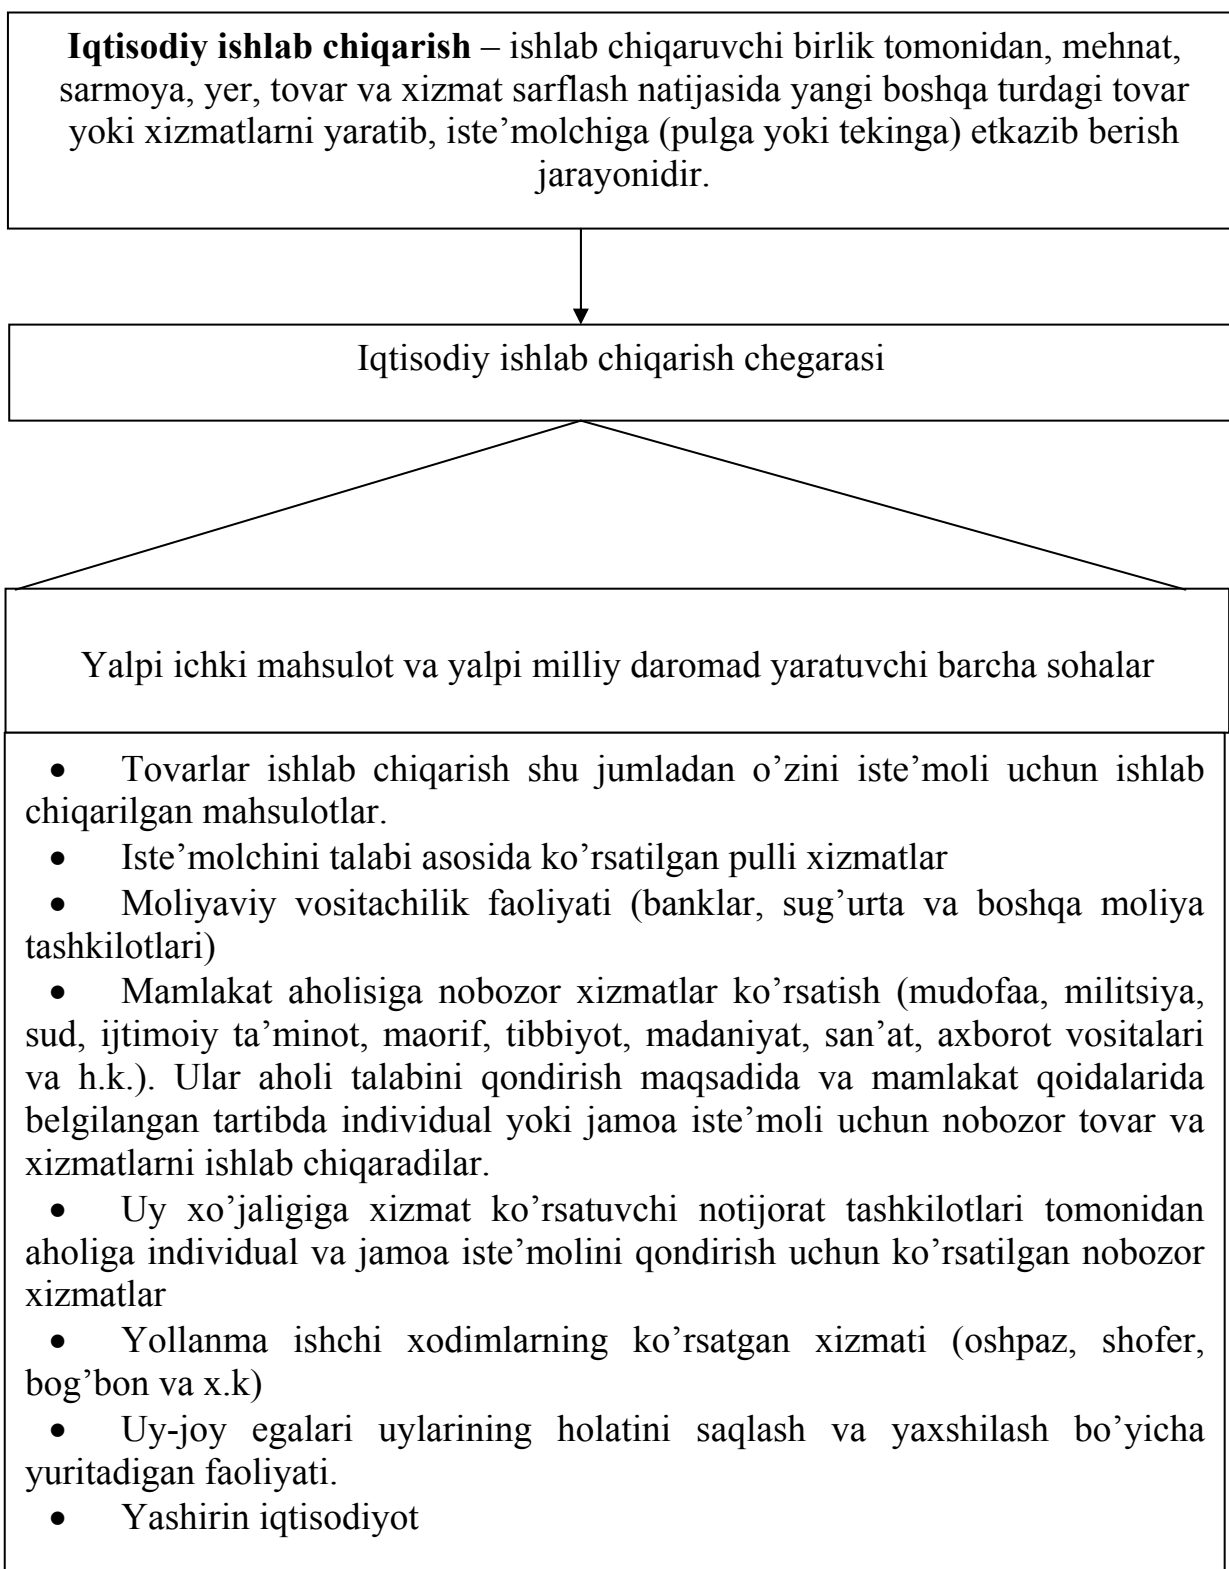 Iqtisodiy ishlab chiqarish – ishlab chiqaruvchi birlik tomonidan, mehnat,
sarmoya, yer, tovar va xizmat sarflash natijasida yangi boshqa turdagi tovar
yoki xizmatlarni yaratib, iste’molchiga (pulga yoki tekinga) etkazib berish
jarayonidir.
Iqtisodiy ishlab chiqarish chegarasi
Yalpi ichki mahsulot va yalpi milliy daromad yaratuvchi barcha sohalar
• Tovarlar ishlab chiqarish shu jumladan o’zini iste’moli uchun ishlab
chiqarilgan mahsulotlar.
• Iste’molchini talabi asosida ko’rsatilgan pulli xizmatlar
• Moliyaviy vositachilik faoliyati (banklar, sug’urta va boshqa moliya
tashkilotlari)
• Mamlakat aholisiga nobozor xizmatlar ko’rsatish (mudofaa, militsiya,
sud, ijtimoiy ta’minot, maorif, tibbiyot, madaniyat, san’at, axborot vositalari
va h.k.). Ular aholi talabini qondirish maqsadida va mamlakat qoidalarida
belgilangan tartibda individual yoki jamoa iste’moli uchun nobozor tovar va
xizmatlarni ishlab chiqaradilar.
• Uy xo’jaligiga xizmat ko’rsatuvchi notijorat tashkilotlari tomonidan
aholiga individual va jamoa iste’molini qondirish uchun ko’rsatilgan nobozor
xizmatlar
• Yollanma ishchi xodimlarning ko’rsatgan xizmati (oshpaz, shofer,
bog’bon va x.k)
• Uy-joy egalari uylarining holatini saqlash va yaxshilash bo’yicha
yuritadigan faoliyati.
• Yashirin iqtisodiyot